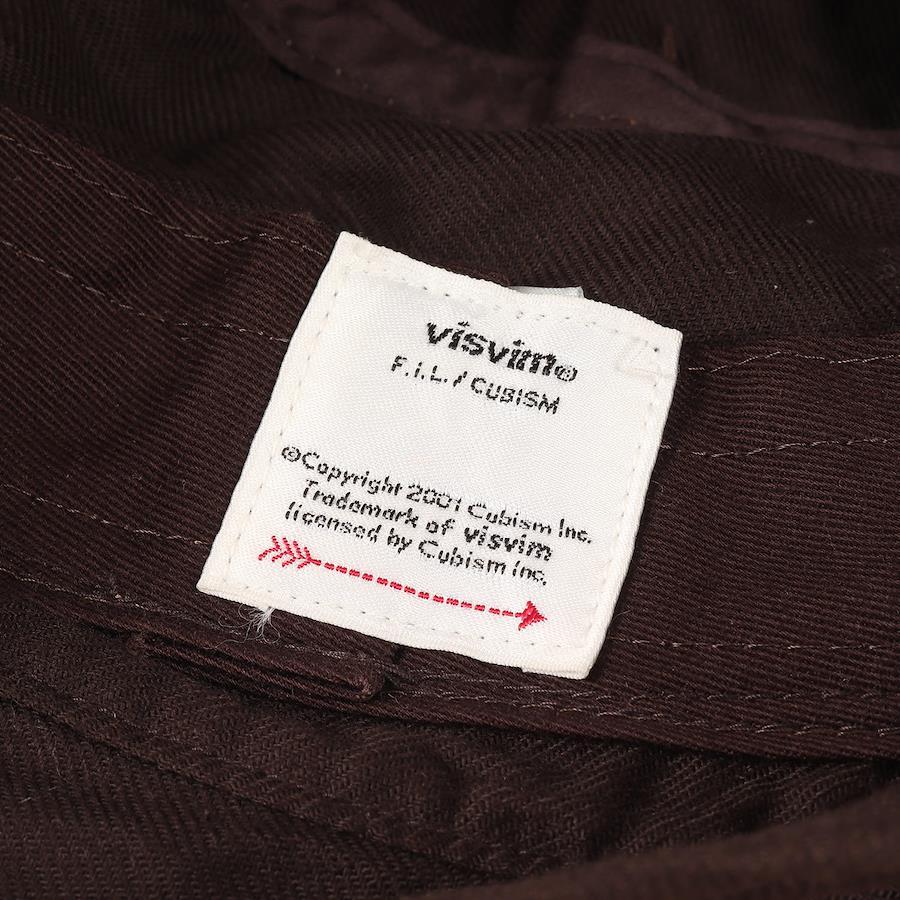 visvim®
F.I.L. / CUBISM
©Copyright 2001 Cubism Inc.
Trademark of visvim
licensed by Cubism Inc.